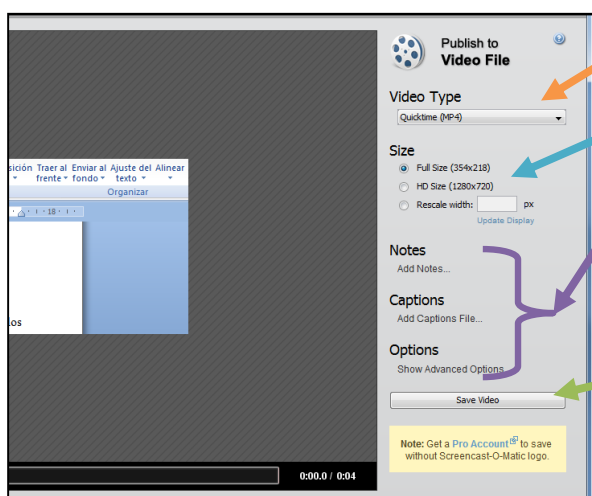 Publish to
Video File
Video Type
Quicktime (MP4)
Size
Full Size (354x218)
HD Size (1280x720)
Rescale width: px
Update Display
Notes
Add Notes...
Captions
Add Captions File...
Options
Show Advanced Options
Save Video
Note: Get a Pro Account to save
without Screencast-O-Matic logo.
Traer al Enviar al Ajuste del Alinear
frente fondo texto
Organizar
18
0:00.0 / 0:04